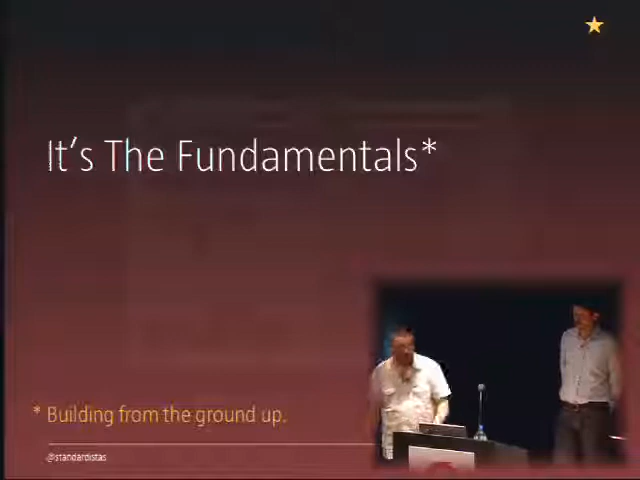 It's The Fundamentals*
* Building from the ground up.
@standardistas